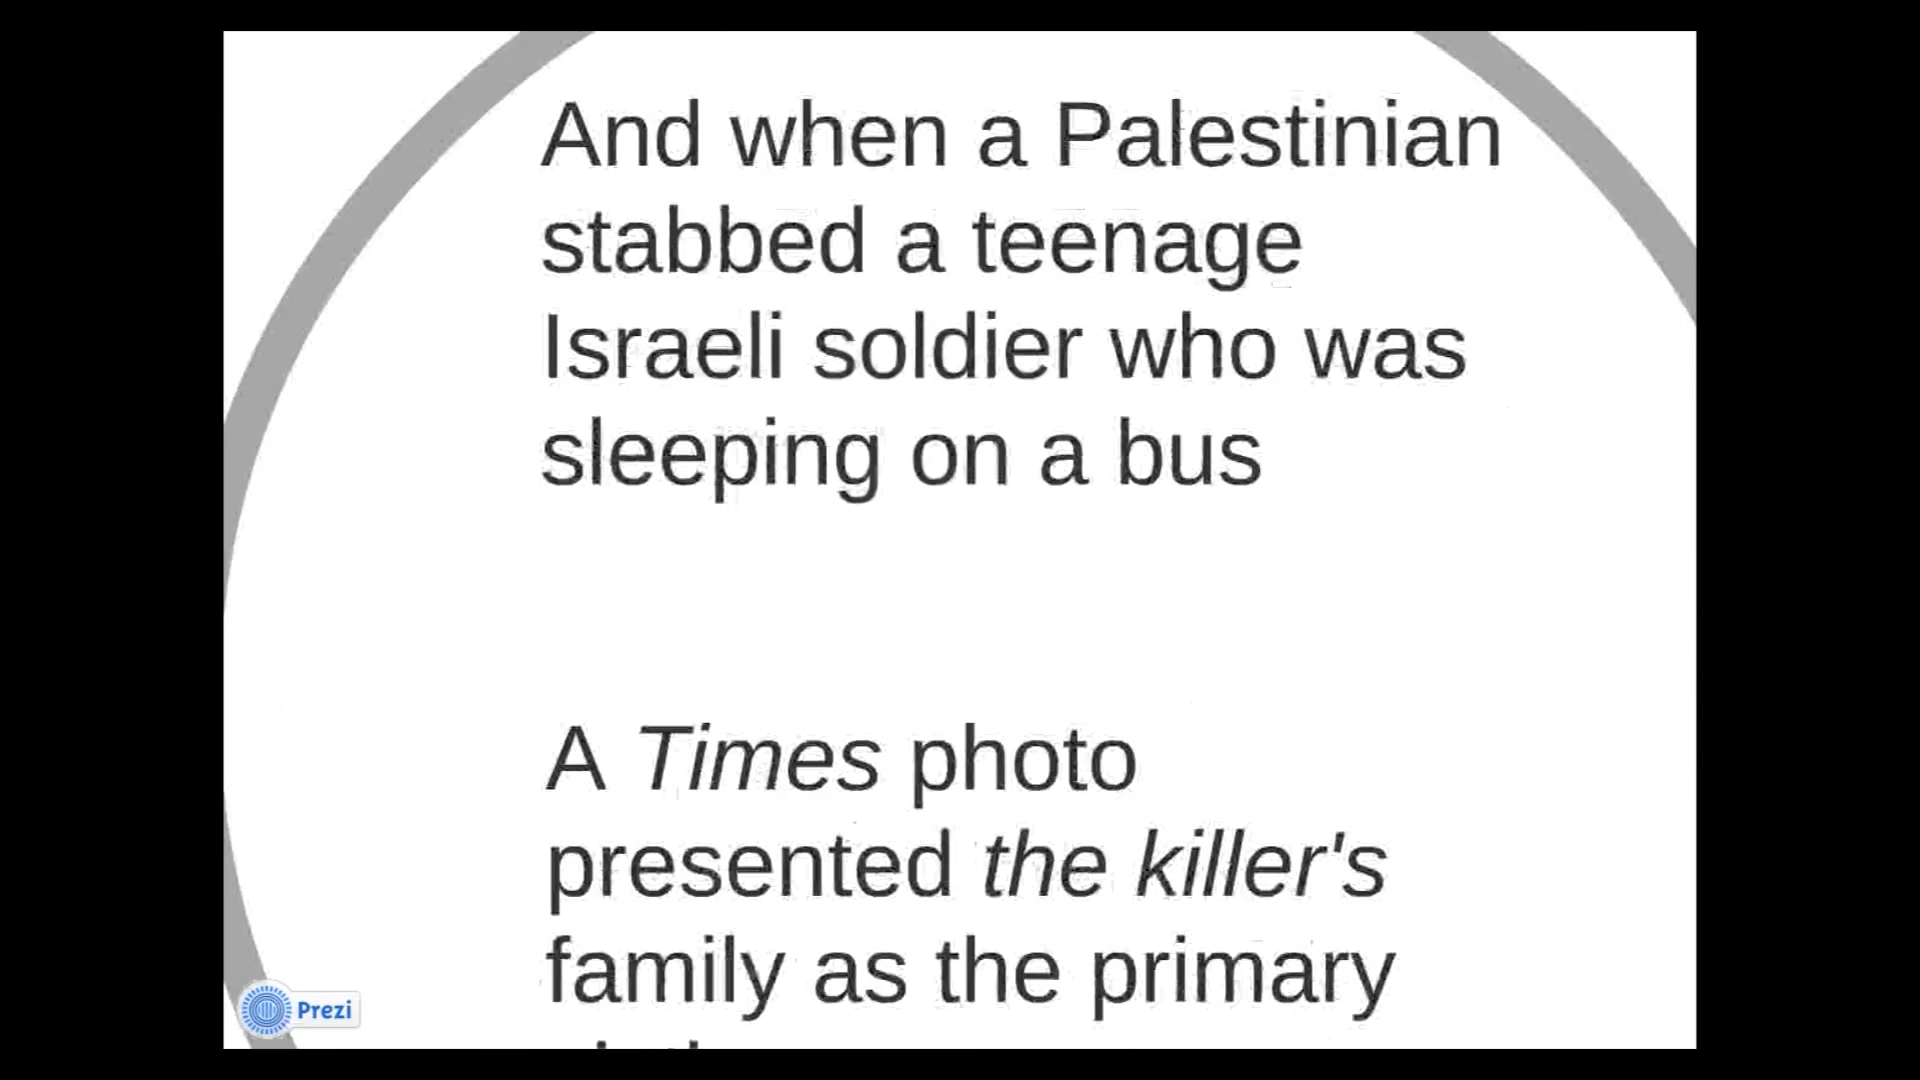 And when a Palestinian
stabbed a teenage
Israeli soldier who was
sleeping on a bus
A Times photo
presented the killer's
family as the primary
Prezi